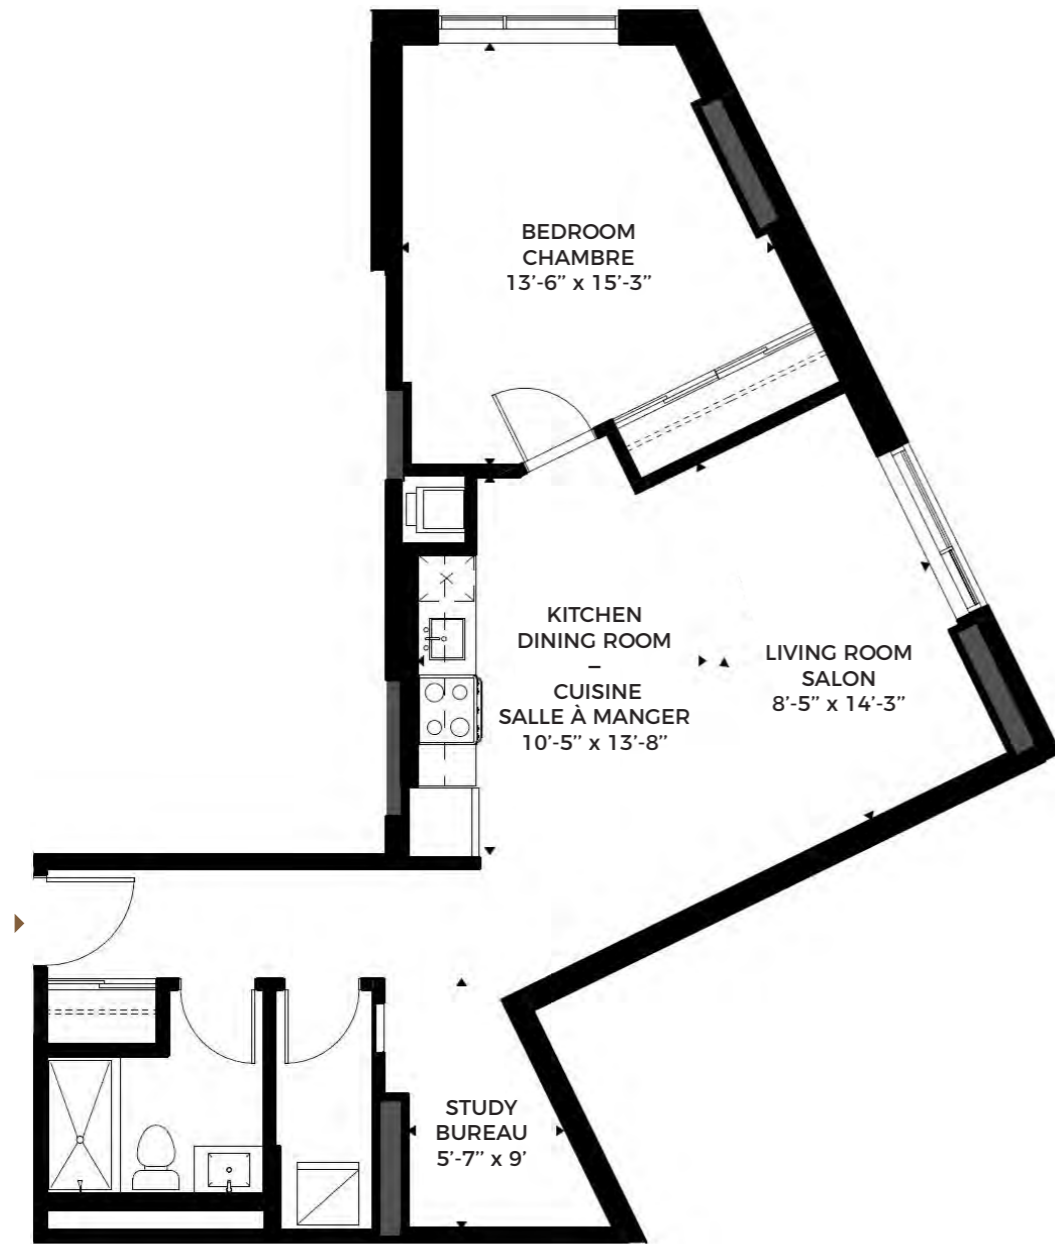 BEDROOM
CHAMBRE
13'-6" x 15'-3"
KITCHEN
DINING ROOM
–
CUISINE
SALLE À MANGER
10'-5" x 13'-8"
LIVING ROOM
SALON
8'-5" x 14'-3"
STUDY
BUREAU
5'-7" x 9'